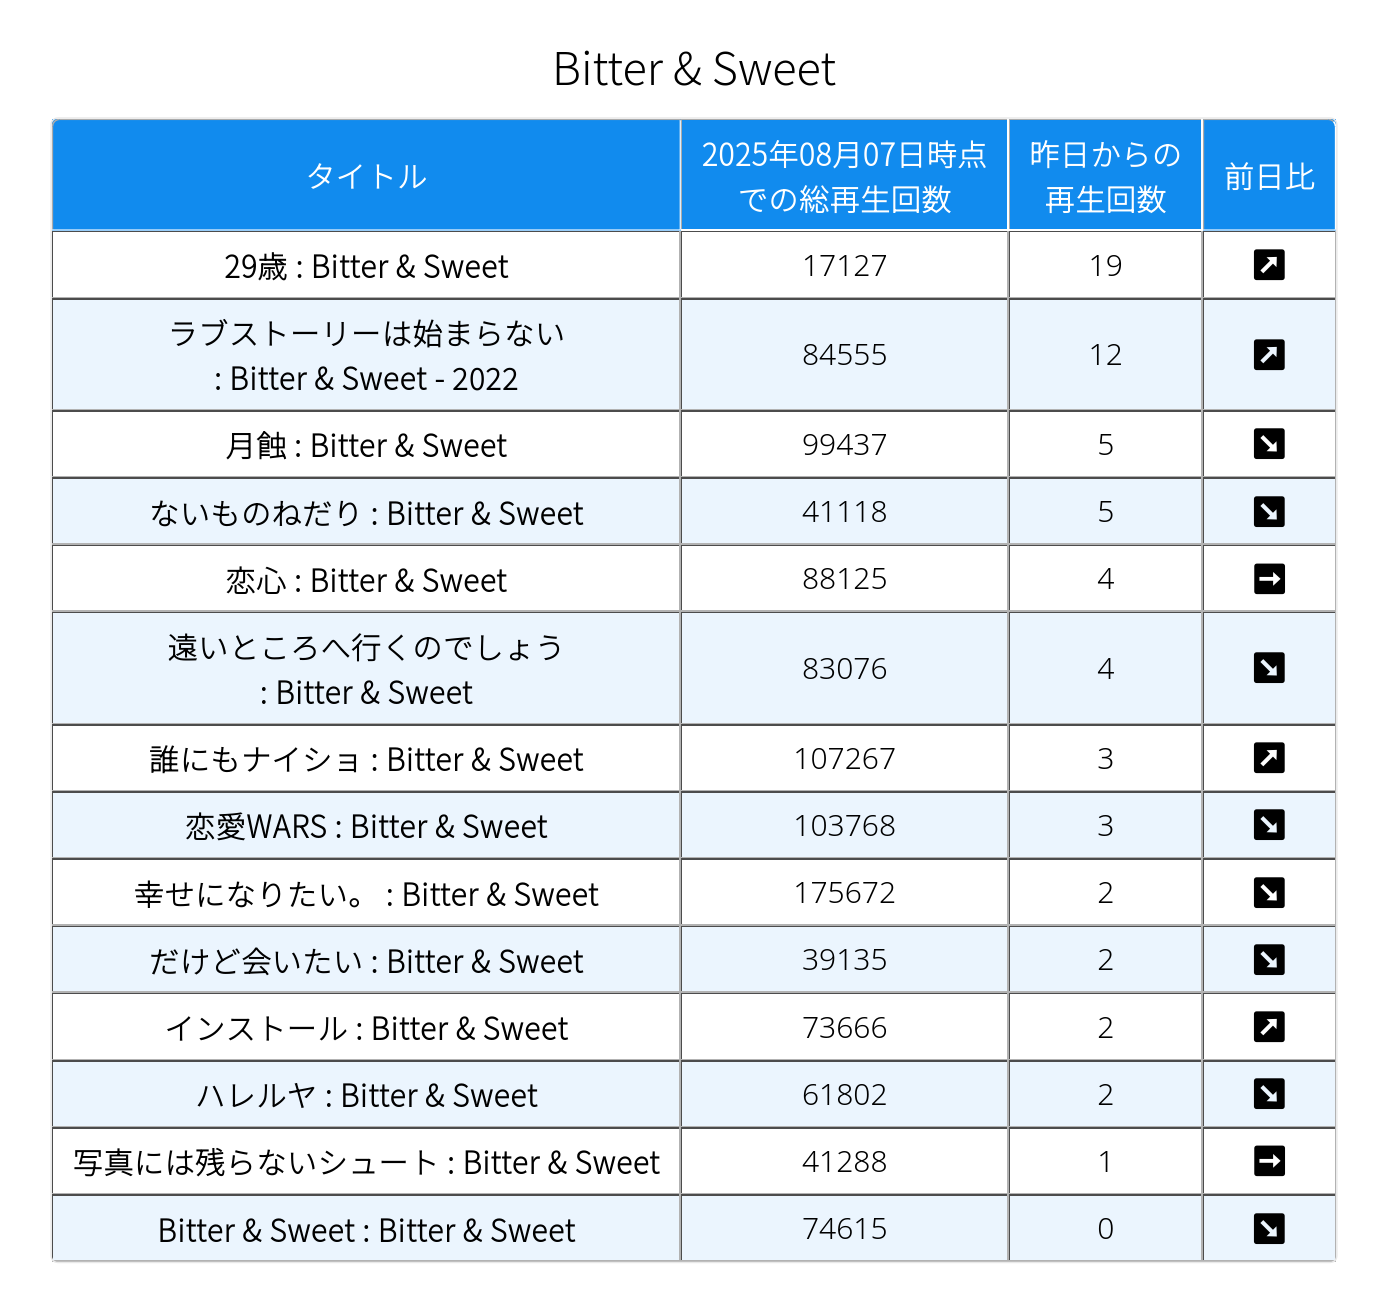 Bitter & Sweet
タイトル
2025年08月07日時点
での総再生回数
昨日からの
再生回数
前日比
29歳 : Bitter & Sweet 17127 19
ラブストーリーは始まらない
: Bitter & Sweet - 2022 84555 12
月蝕 : Bitter & Sweet 99437 5
ないものねだり : Bitter & Sweet 41118 5
恋心 : Bitter & Sweet 88125 4
遠いところへ行くのでしょう
: Bitter & Sweet 83076 4
誰にもナイショ : Bitter & Sweet 107267 3
恋愛WARS : Bitter & Sweet 103768 3
幸せになりたい。 : Bitter & Sweet 175672 2
だけど会いたい : Bitter & Sweet 39135 2
インストール : Bitter & Sweet 73666 2
ハレルヤ : Bitter & Sweet 61802 2
写真には残らないシュート : Bitter & Sweet 41288 1
Bitter & Sweet : Bitter & Sweet 74615 0